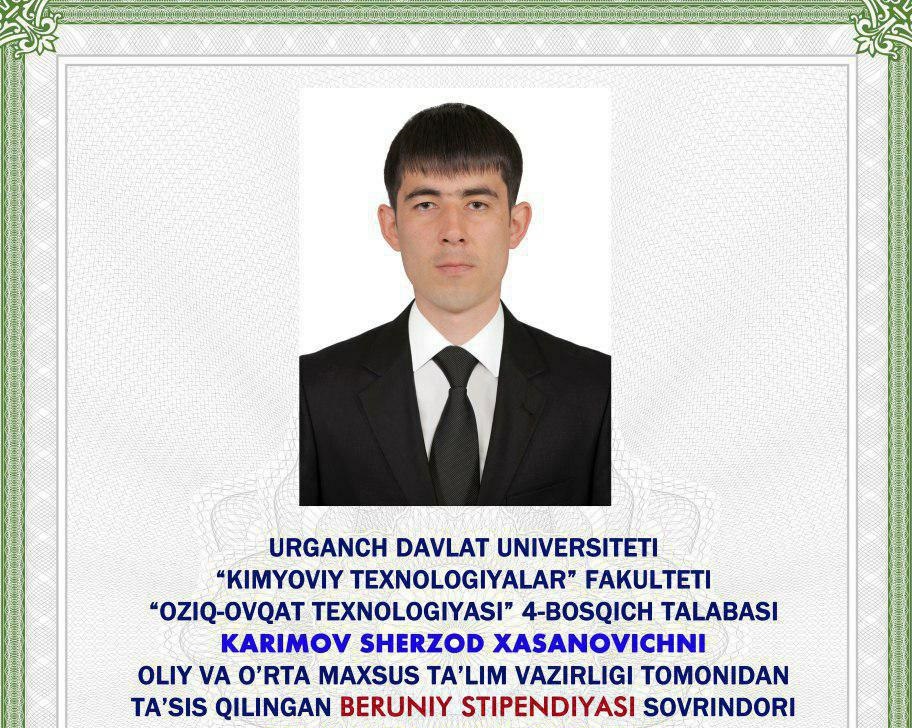 URGANCH DAVLAT UNIVERSITETI
“KIMYOVIY TEXNOLOGIYALAR” FAKULTETI
“OZIQ-OVQAT TEXNOLOGIYASI” 4-BOSQICH TALABASI
KARIMOV SHERZOD XASANOVICHNI
OLIY VA O’RTA MAXSUS TA’LIM VAZIRLIGI TOMONIDAN
TA’SIS QILINGAN BERUNIY STIPENDIYASI SOVRINDORI